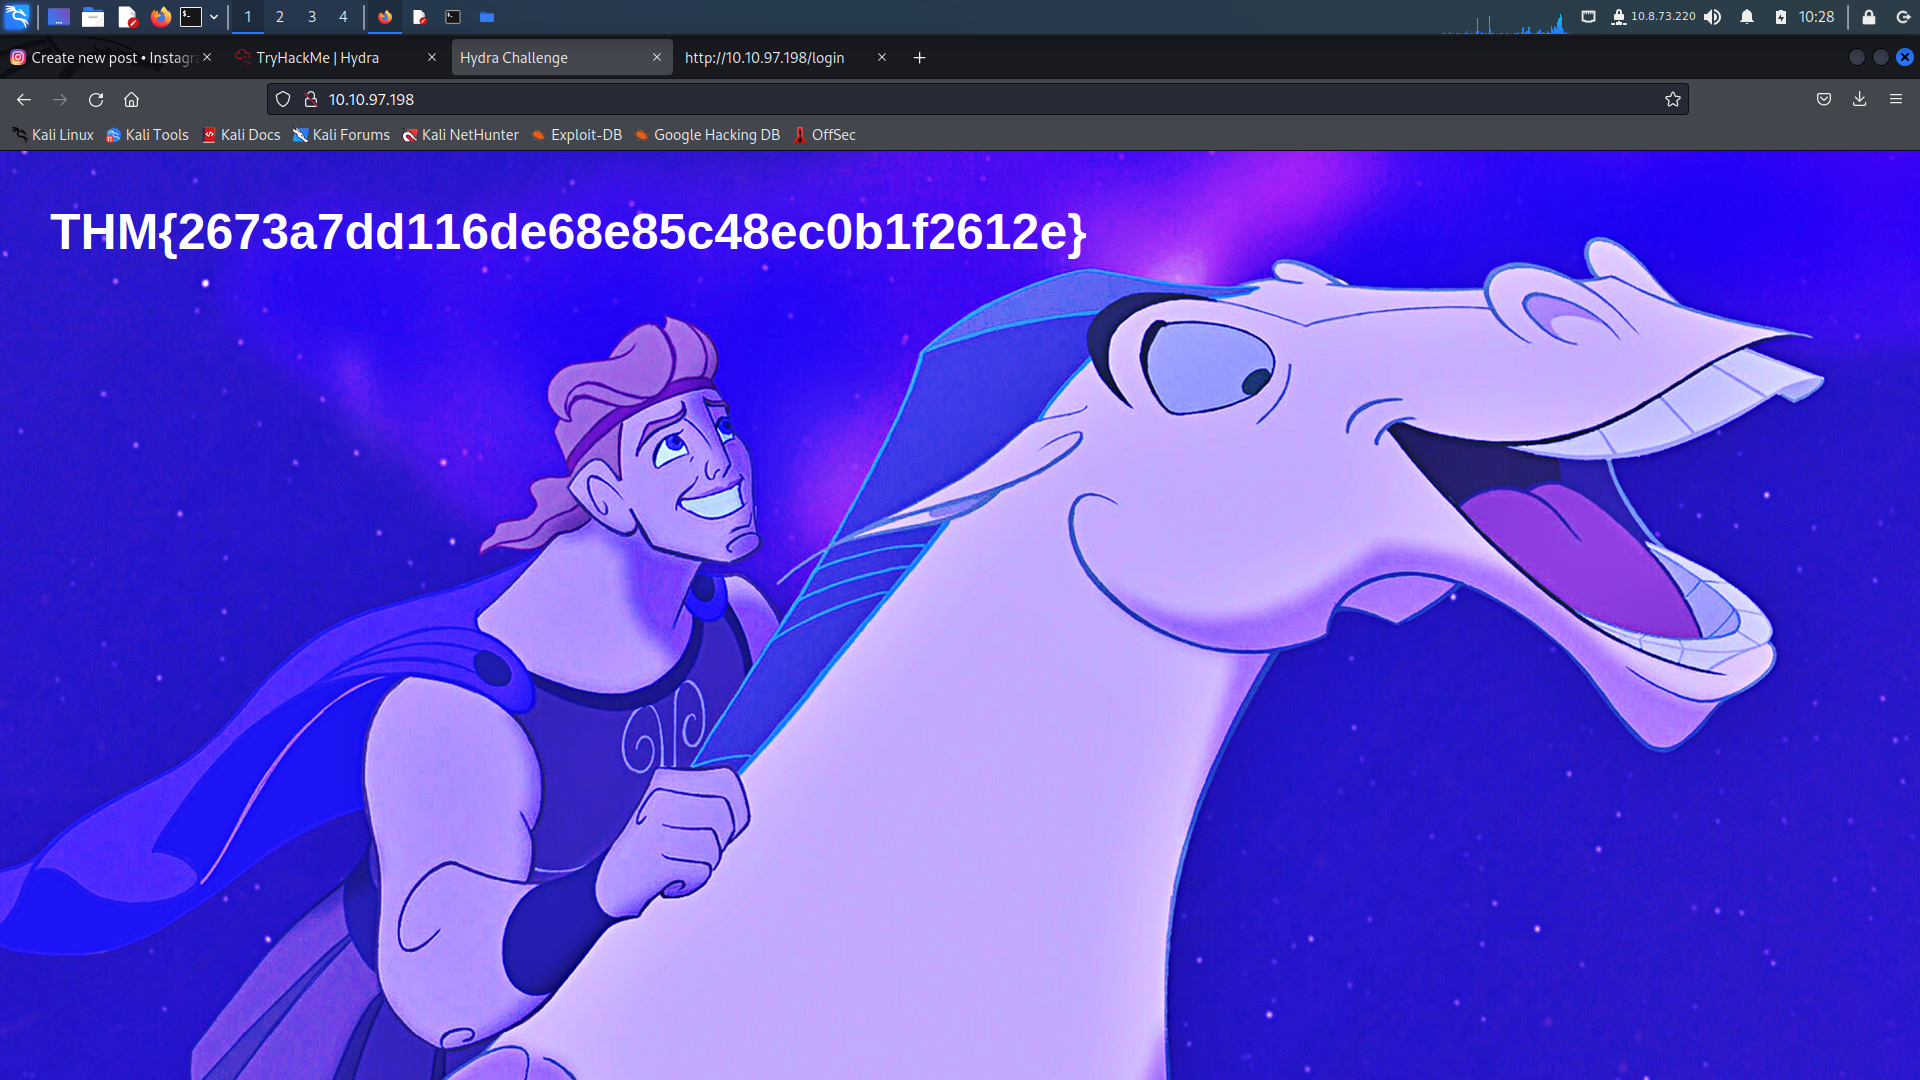 1 2 3 4 10.8.73.220 10:28
Create new post • Instagra TryHackMe | Hydra Hydra Challenge http://10.10.97.198/login
10.10.97.198
Kali Linux Kali Tools Kali Docs Kali Forums Kali NetHunter Exploit-DB Google Hacking DB OffSec
THM{2673a7dd116de68e85c48ec0b1f2612e}